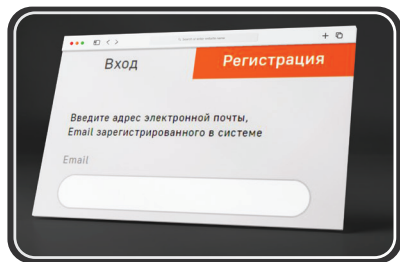 Вход
Регистрация
Введите адрес электронной почты,
Email зарегистрированного в системе
Email